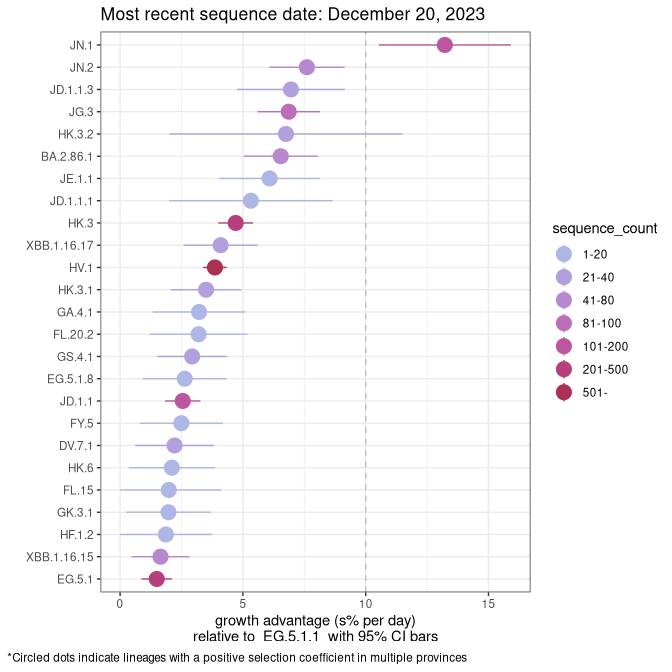 Most recent sequence date: December 20, 2023
JN.1
JN.2
JD.1.1.3
JG.3
HK.3.2
BA.2.86.1
JE.1.1
JD.1.1.1
HK.3
XBB.1.16.17
HV.1
HK.3.1
GA.4.1
FL.20.2
GS.4.1
EG.5.1.8
JD.1.1
FY.5
DV.7.1
HK.6
FL.15
GK.3.1
HF.1.2
XBB.1.16.15
EG.5.1
0 5 10 15
growth advantage (s% per day)
relative to EG.5.1.1 with 95% CI bars
sequence_count
1-20
21-40
41-80
81-100
101-200
201-500
501-
*Circled dots indicate lineages with a positive selection coefficient in multiple provinces